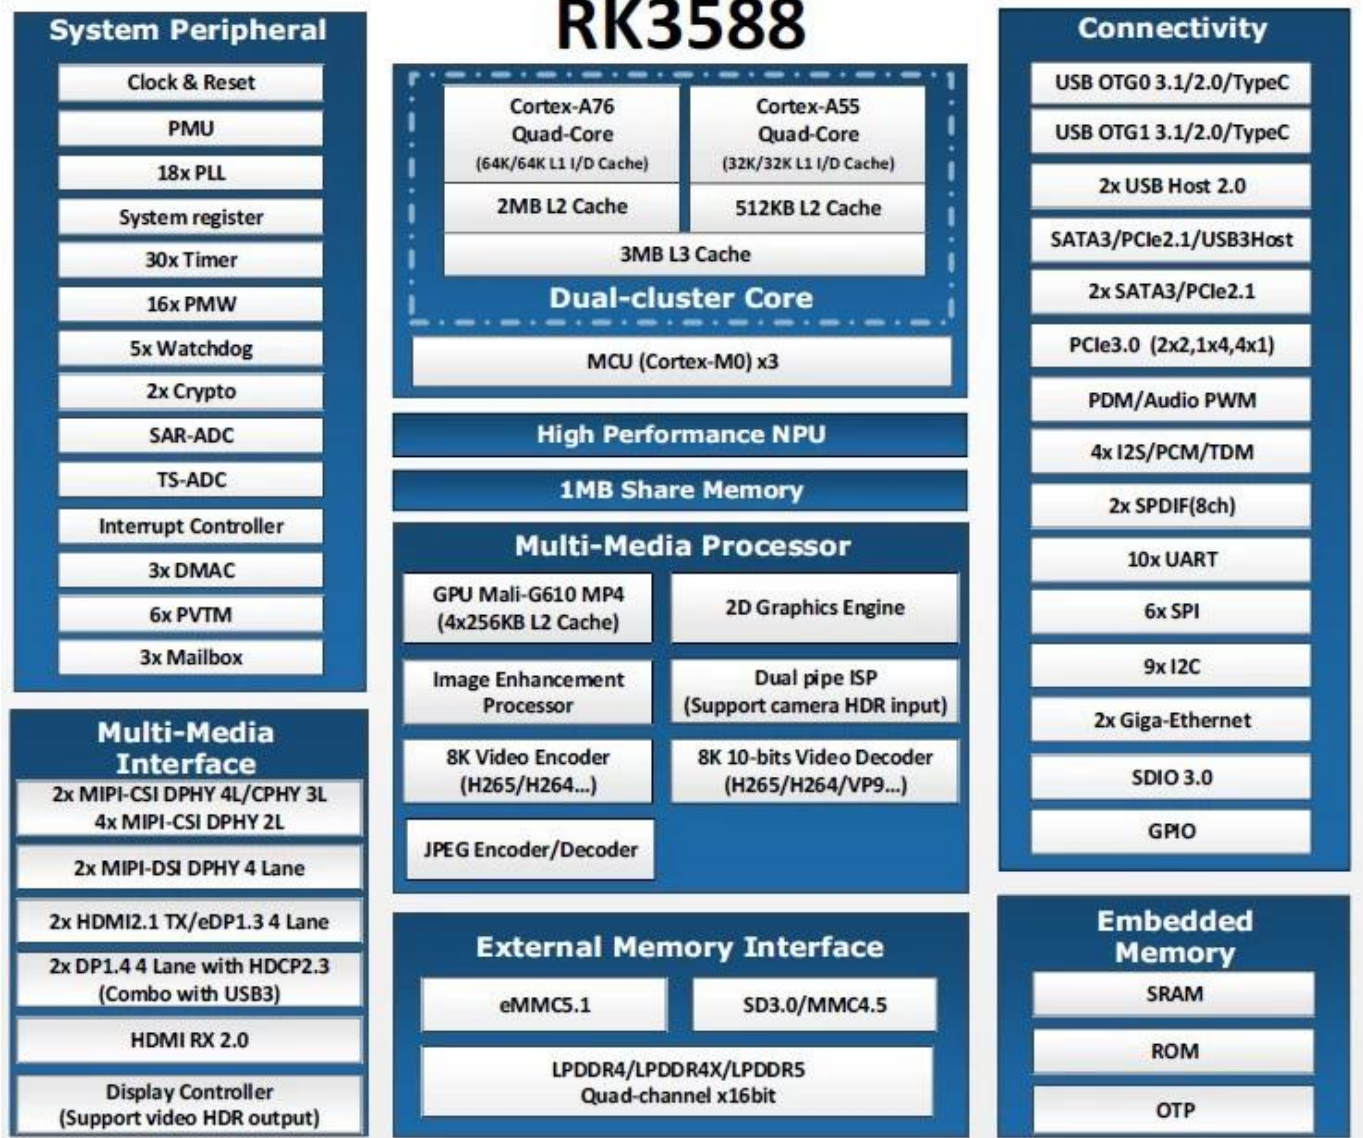 RK3588
System Peripheral
Clock & Reset
PMU
18x PLL
System register
30x Timer
16x PMW
5x Watchdog
2x Crypto
SAR-ADC
TS-ADC
Interrupt Controller
3x DMAC
6x PVTM
3x Mailbox
Multi-Media
Interface
2x MIPI-CSI DPHY 4L/CPHY 3L
4x MIPI-CSI DPHY 2L
2x MIPI-DSI DPHY 4 Lane
2x HDMI2.1 TX/eDP1.3 4 Lane
2x DP1.4 4 Lane with HDCP2.3
(Combo with USB3)
HDMI RX 2.0
Display Controller
(Support video HDR output)
Cortex-A76
Quad-Core
(64K/64K L1 I/D Cache)
2MB L2 Cache
Cortex-A55
Quad-Core
(32K/32K L1 I/D Cache)
512KB L2 Cache
3MB L3 Cache
Dual-cluster Core
MCU (Cortex-M0) x3
High Performance NPU
1MB Share Memory
Multi-Media Processor
GPU Mali-G610 MP4
(4x256KB L2 Cache)
2D Graphics Engine
Image Enhancement
Processor
Dual pipe ISP
(Support camera HDR input)
8K Video Encoder
(H265/H264...)
8K 10-bits Video Decoder
(H265/H264/VP9...)
JPEG Encoder/Decoder
External Memory Interface
eMMC5.1
SD3.0/MMC4.5
LPDDR4/LPDDR4X/LPDDR5
Quad-channel x16bit
Connectivity
USB OTG0 3.1/2.0/TypeC
USB OTG1 3.1/2.0/TypeC
2x USB Host 2.0
SATA3/PCIe2.1/USB3Host
2x SATA3/PCIe2.1
PCIe3.0 (2x2,1x4,4x1)
PDM/Audio PWM
4x I2S/PCM/TDM
2x SPDIF(8ch)
10x UART
6x SPI
9x I2C
2x Giga-Ethernet
SDIO 3.0
GPIO
Embedded
Memory
SRAM
ROM
OTP